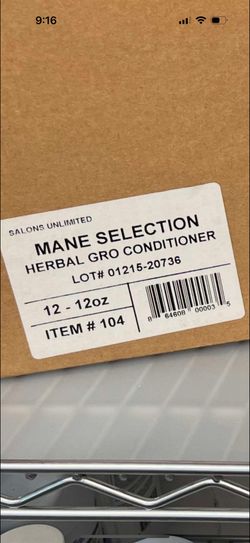 9:16
SALONS UNLIMITED
MANE SELECTION
HERBAL GRO CONDITIONER
LOT# 01215-20736
12 - 12oz
ITEM # 104
8 64608 00003 5